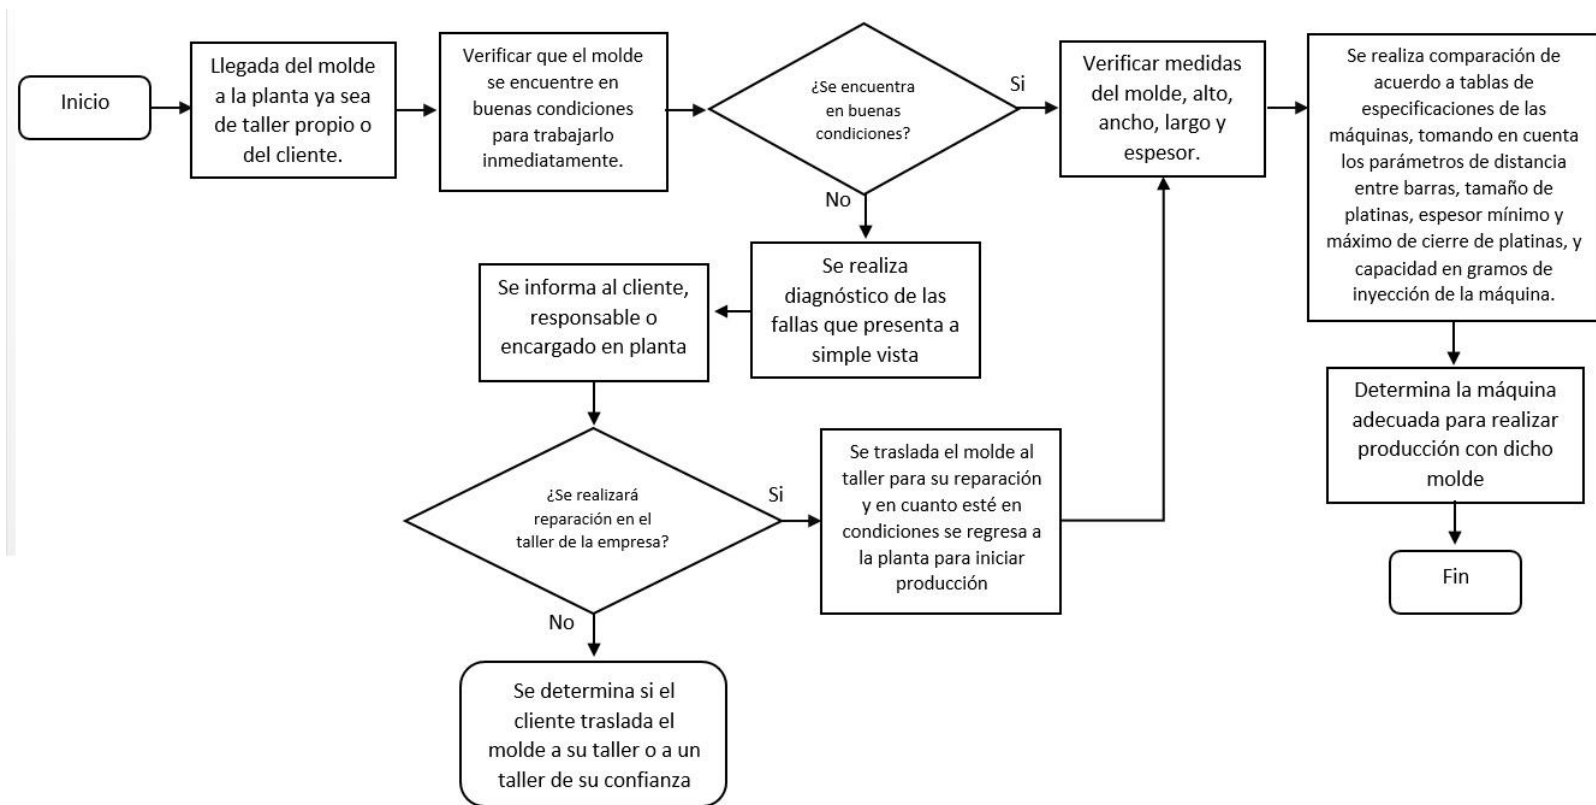 Inicio
Llegada del molde
a la planta ya sea
de taller propio o
del cliente.
Verificar que el molde
se encuentre en
buenas condiciones
para trabajarlo
inmediatamente.
¿Se encuentra
en buenas
condiciones?
Si
No
Verificar medidas
del molde, alto,
ancho, largo y
espesor.
Se realiza comparación de
acuerdo a tablas de
especificaciones de las
máquinas, tomando en cuenta
los parámetros de distancia
entre barras, tamaño de
platinas, espesor mínimo y
máximo de cierre de platinas, y
capacidad en gramos de
inyección de la máquina.
Se realiza
diagnóstico de las
fallas que presenta a
simple vista
Se informa al cliente,
responsable o
encargado en planta
¿Se realizará
reparación en el
taller de la empresa?
Si
No
Se traslada el molde al
taller para su reparación
y en cuanto esté en
condiciones se regresa a
la planta para iniciar
producción
Determina la máquina
adecuada para realizar
producción con dicho
molde
Fin
Se determina si el
cliente traslada el
molde a su taller o a un
taller de su confianza